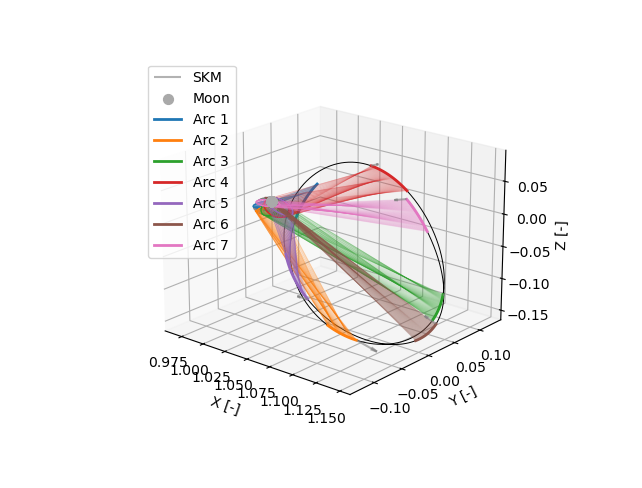 SKM
Moon
Arc 1
Arc 2
Arc 3
Arc 4
Arc 5
Arc 6
Arc 7
0.05
0.00
−0.05
−0.10
−0.15
Z [-]
0.975
1.000
1.025
1.050
1.075
1.100
1.125
1.150
X [-]
−0.10
−0.05
0.00
0.05
0.10
Y [-]